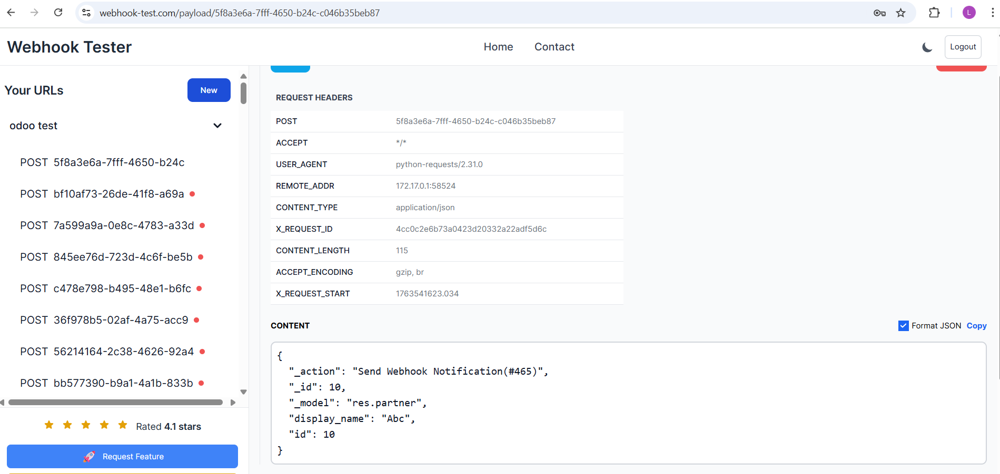 webhook-test.com/payload/5f8a3e6a-7fff-4650-b24c-c046b35beb87
L
Webhook Tester
Home
Contact
Logout
Your URLs
New
odoo test
POST 5f8a3e6a-7fff-4650-b24c
POST bf10af73-26de-41f8-a69a
POST 7a599a9a-0e8c-4783-a33d
POST 845ee76d-723d-4c6f-be5b
POST c478e798-b495-48e1-b6fc
POST 36f978b5-02af-4a75-acc9
POST 56214164-2c38-4626-92a4
POST bb577390-b9a1-4a1b-833b
Rated 4.1 stars
Request Feature
REQUEST HEADERS
POST 5f8a3e6a-7fff-4650-b24c-c046b35beb87
ACCEPT */*
USER_AGENT python-requests/2.31.0
REMOTE_ADDR 172.17.0.1:58524
CONTENT_TYPE application/json
X_REQUEST_ID 4cc0c2e6b73a0423d20332a22adf5d6c
CONTENT_LENGTH 115
ACCEPT_ENCODING gzip, br
X_REQUEST_START 1763541623.034
CONTENT
Format JSON Copy
{
"_action": "Send Webhook Notification(#465)",
"_id": 10,
"_model": "res.partner",
"display_name": "Abc",
"id": 10
}